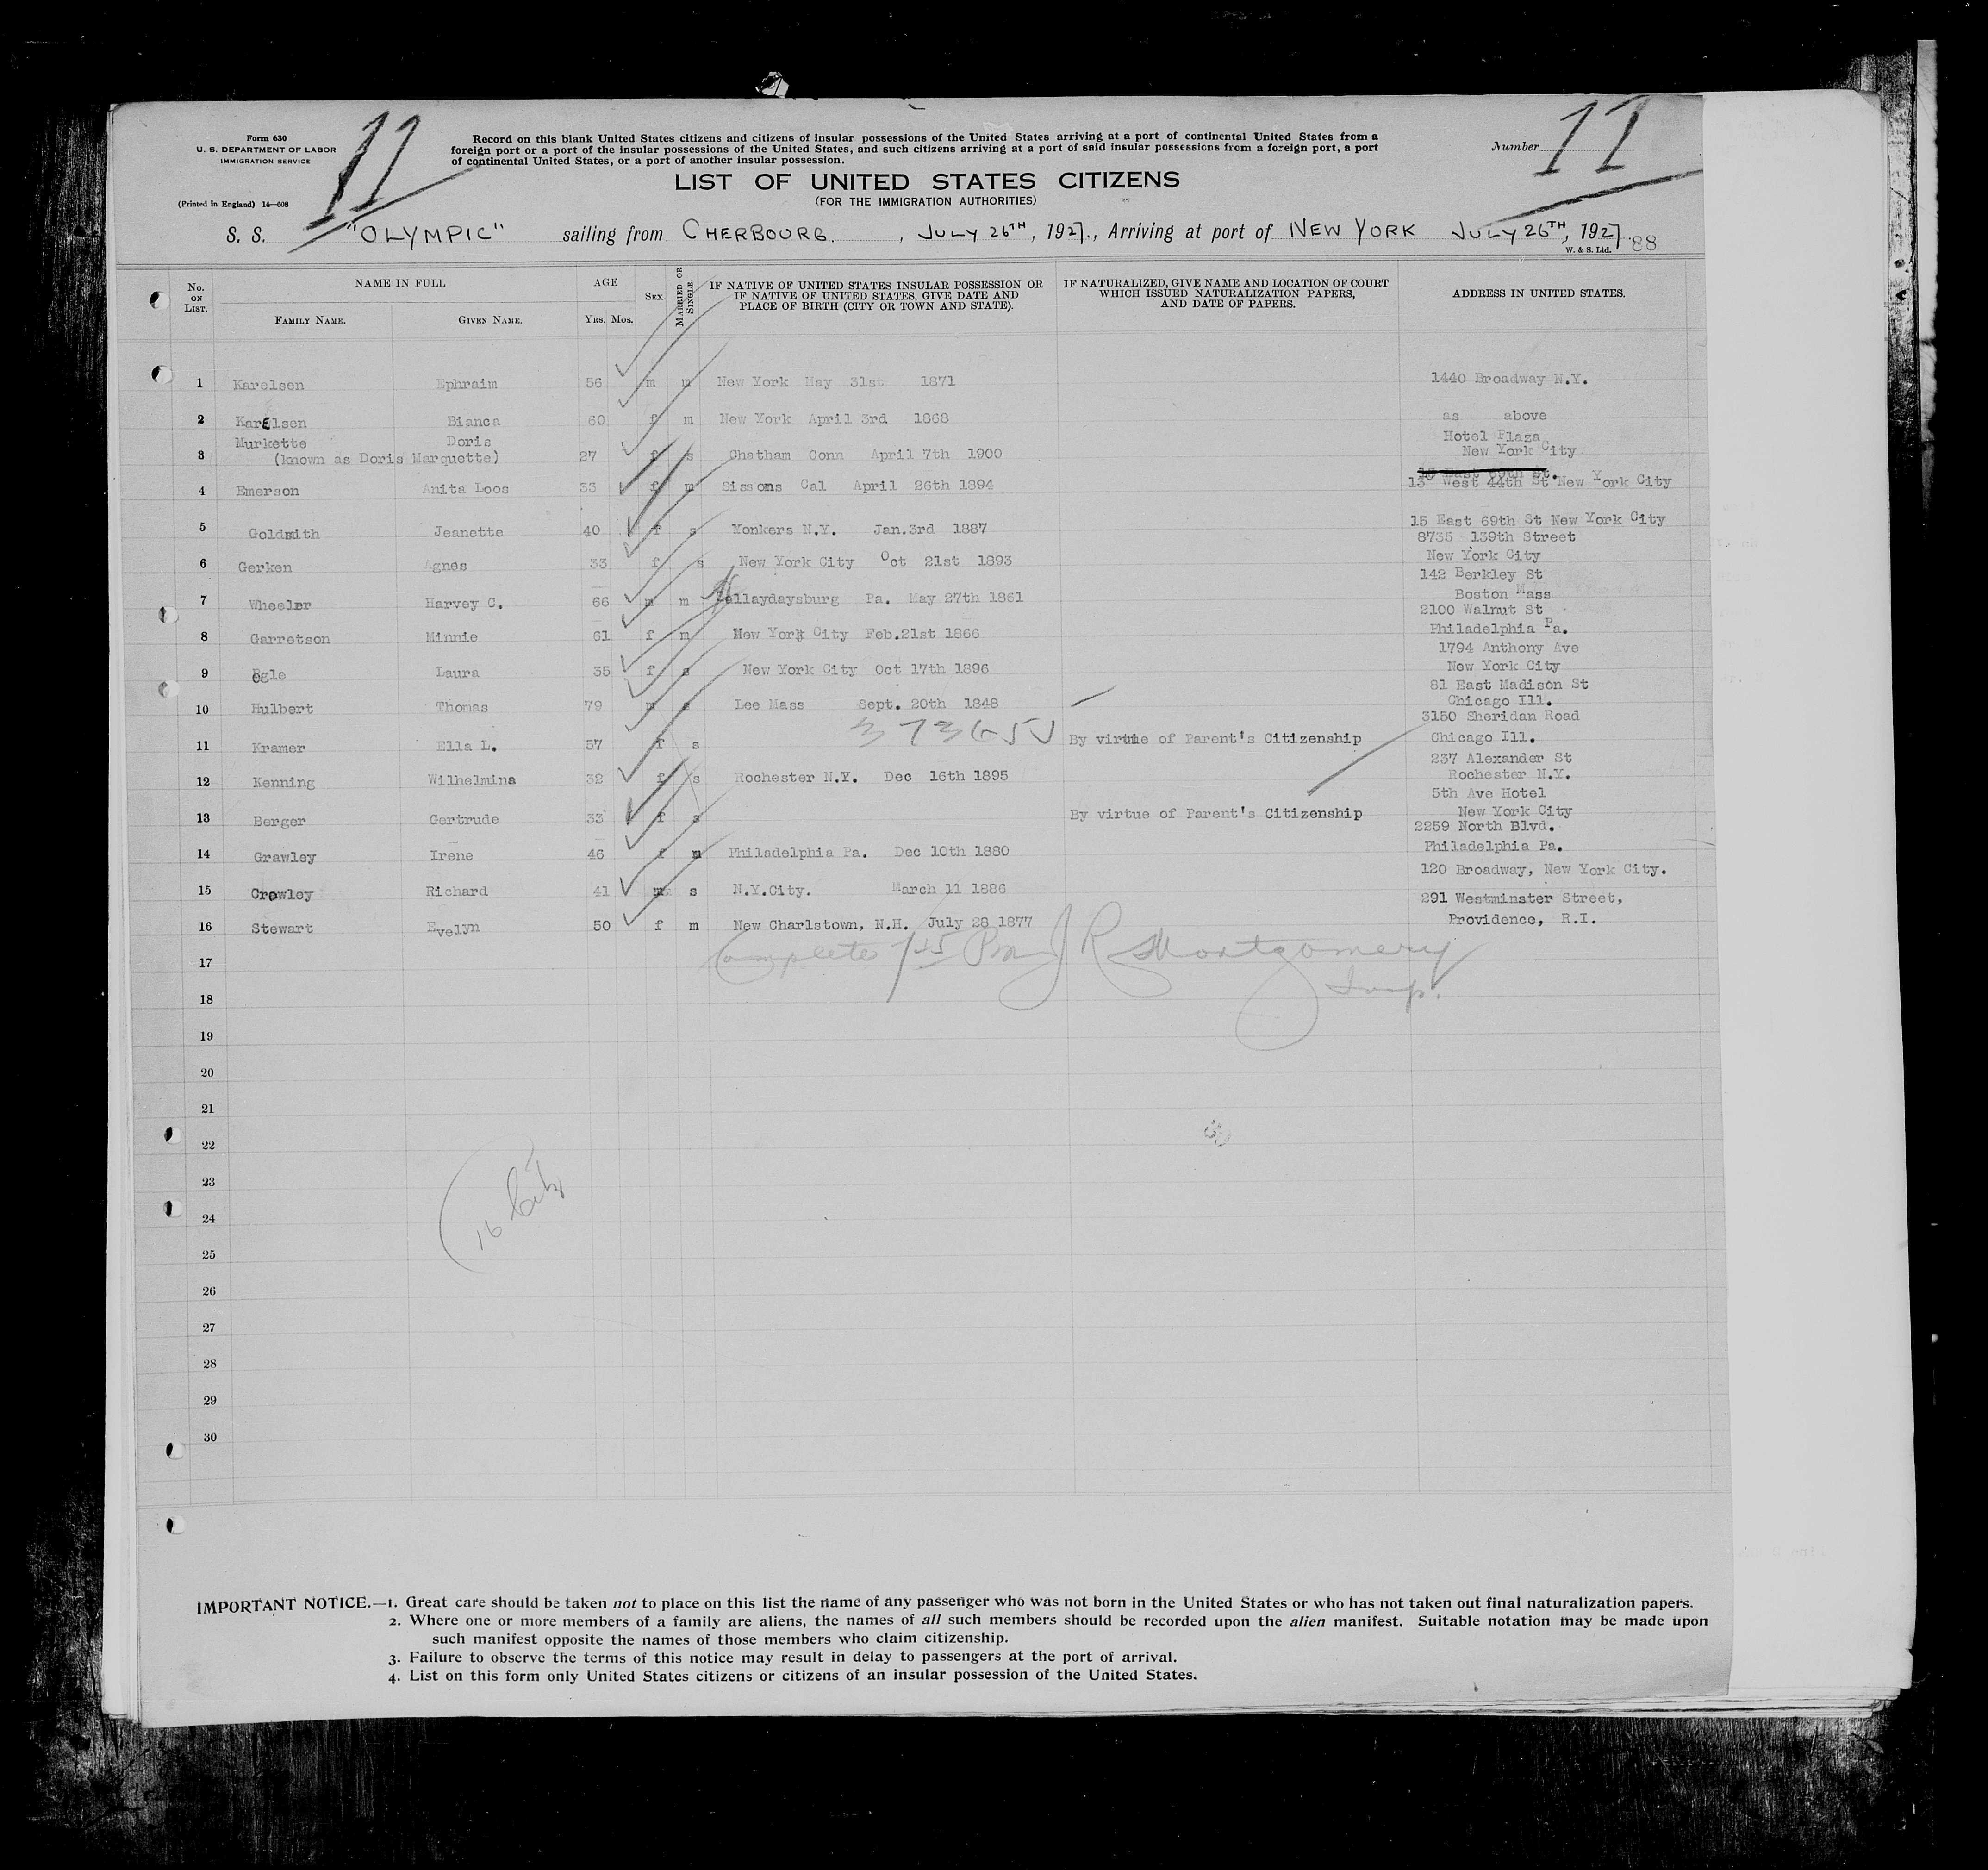 11
11
Form 630
U. S. DEPARTMENT OF LABOR
IMMIGRATION SERVICE
(Printed in England) 14—608
Record on this blank United States citizens and citizens of insular possessions of the United States arriving at a port of continental United States from a
foreign port or a port of the insular possessions of the United States, and such citizens arriving at a port of said insular possessions from a foreign port, a port
of continental United States, or a port of another insular possession.
Number
LIST OF UNITED STATES CITIZENS
(FOR THE IMMIGRATION AUTHORITIES)
S. S. "OLYMPIC" sailing from CHERBOURG. , JULY 26TH, 1927., Arriving at port of NEW YORK JULY 26TH, 1927.
W. & S. Ltd. 88
No. ON LIST. NAME IN FULL AGE SEX. MARRIED OR SINGLE. IF NATIVE OF UNITED STATES INSULAR POSSESSION OR IF NATIVE OF UNITED STATES, GIVE DATE AND PLACE OF BIRTH (CITY OR TOWN AND STATE). IF NATURALIZED, GIVE NAME AND LOCATION OF COURT WHICH ISSUED NATURALIZATION PAPERS, AND DATE OF PAPERS. ADDRESS IN UNITED STATES.
FAMILY NAME. GIVEN NAME. YRS. MOS.
1 Karelsen Ephraim 56 m m New York May 31st 1871 1440 Broadway N.Y.
2 KarElsen Bianca 60 f m New York April 3rd 1868 as above
Murkette Doris Hotel Plaza
3 (known as Doris Marquette) 27 f s Chatham Conn April 7th 1900 New York City
4 Emerson Anita Loos 33 f m Sissons Cal April 26th 1894 13 West 44th St New York City
5 Goldmith Jeanette 40 f s Yonkers N.Y. Jan.3rd 1887 15 East 69th St New York City
8735 139th Street
6 Gerken Agnes 33 f s New York City Oct 21st 1893 New York City
142 Berkley St
7 Wheeler Harvey C. 66 m m Hollaydaysburg Pa. May 27th 1861 Boston Mass
2100 Walnut St
8 Garretson Minnie 61 f m New York City Feb.21st 1866 Philadelphia Pa.
1794 Anthony Ave
9 Egle Laura 35 f s New York City Oct 17th 1896 New York City
81 East Madison St
10 Hulbert Thomas 79 m s Lee Mass Sept. 20th 1848 Chicago Ill.
3150 Sheridan Road
11 Kramer Ella L. 57 f s By virtue of Parent's Citizenship Chicago Ill.
237 Alexander St
12 Kenning Wilhelmina 32 f s Rochester N.Y. Dec 16th 1895 Rochester N.Y.
5th Ave Hotel
13 Berger Gertrude 33 f s By virtue of Parent's Citizenship New York City
2259 North Blvd.
14 Grawley Irene 46 f m Philadelphia Pa. Dec 10th 1880 Philadelphia Pa.
15 Crowley Richard 41 m s N.Y.City. March 11 1886 120 Broadway, New York City.
291 Westminster Street,
16 Stewart Evelyn 50 f m New Charlstown, N.H. July 28 1877 Providence, R.I.
Complete J R Montgomery
Insp.
17
18
19
20
21
22
23
24
25
26
27
28
29
30
16 Citz
IMPORTANT NOTICE.—1. Great care should be taken not to place on this list the name of any passenger who was not born in the United States or who has not taken out final naturalization papers.
2. Where one or more members of a family are aliens, the names of all such members should be recorded upon the alien manifest. Suitable notation may be made upon
such manifest opposite the names of those members who claim citizenship.
3. Failure to observe the terms of this notice may result in delay to passengers at the port of arrival.
4. List on this form only United States citizens or citizens of an insular possession of the United States.